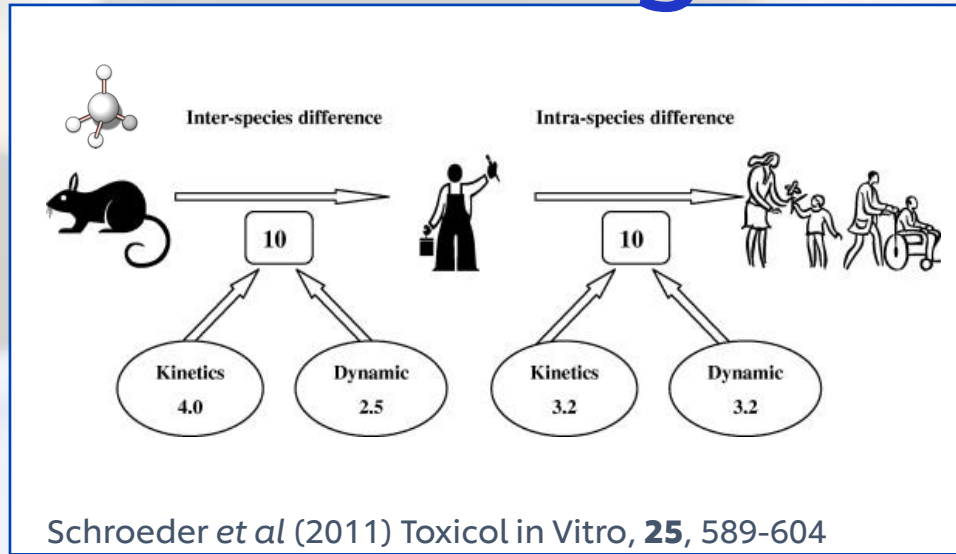 Inter-species difference
Intra-species difference
10
10
Kinetics
4.0
Dynamic
2.5
Kinetics
3.2
Dynamic
3.2
Schroeder et al (2011) Toxicol in Vitro, 25, 589-604